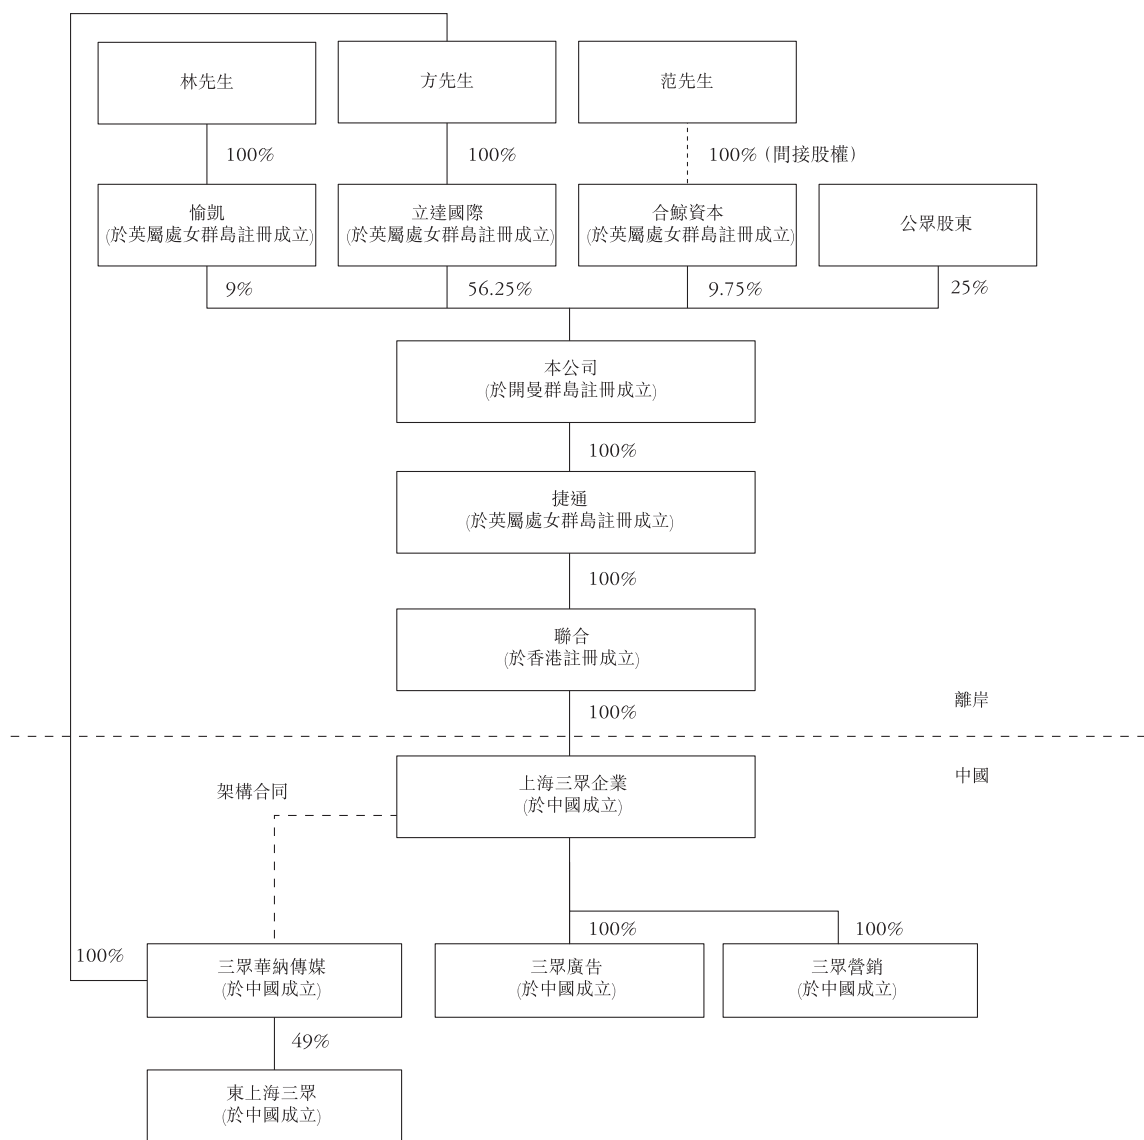 林先生
方先生
范先生
100%
100%
100% (間接股權)
愉凱
(於英屬處女群島註冊成立)
立達國際
(於英屬處女群島註冊成立)
合鯨資本
(於英屬處女群島註冊成立)
公眾股東
9%
56.25%
9.75%
25%
本公司
(於開曼群島註冊成立)
100%
捷通
(於英屬處女群島註冊成立)
100%
聯合
(於香港註冊成立)
100%
離岸
中國
上海三眾企業
(於中國成立)
架構合同
100%
100%
100%
三眾華納傳媒
(於中國成立)
三眾廣告
(於中國成立)
三眾營銷
(於中國成立)
49%
東上海三眾
(於中國成立)